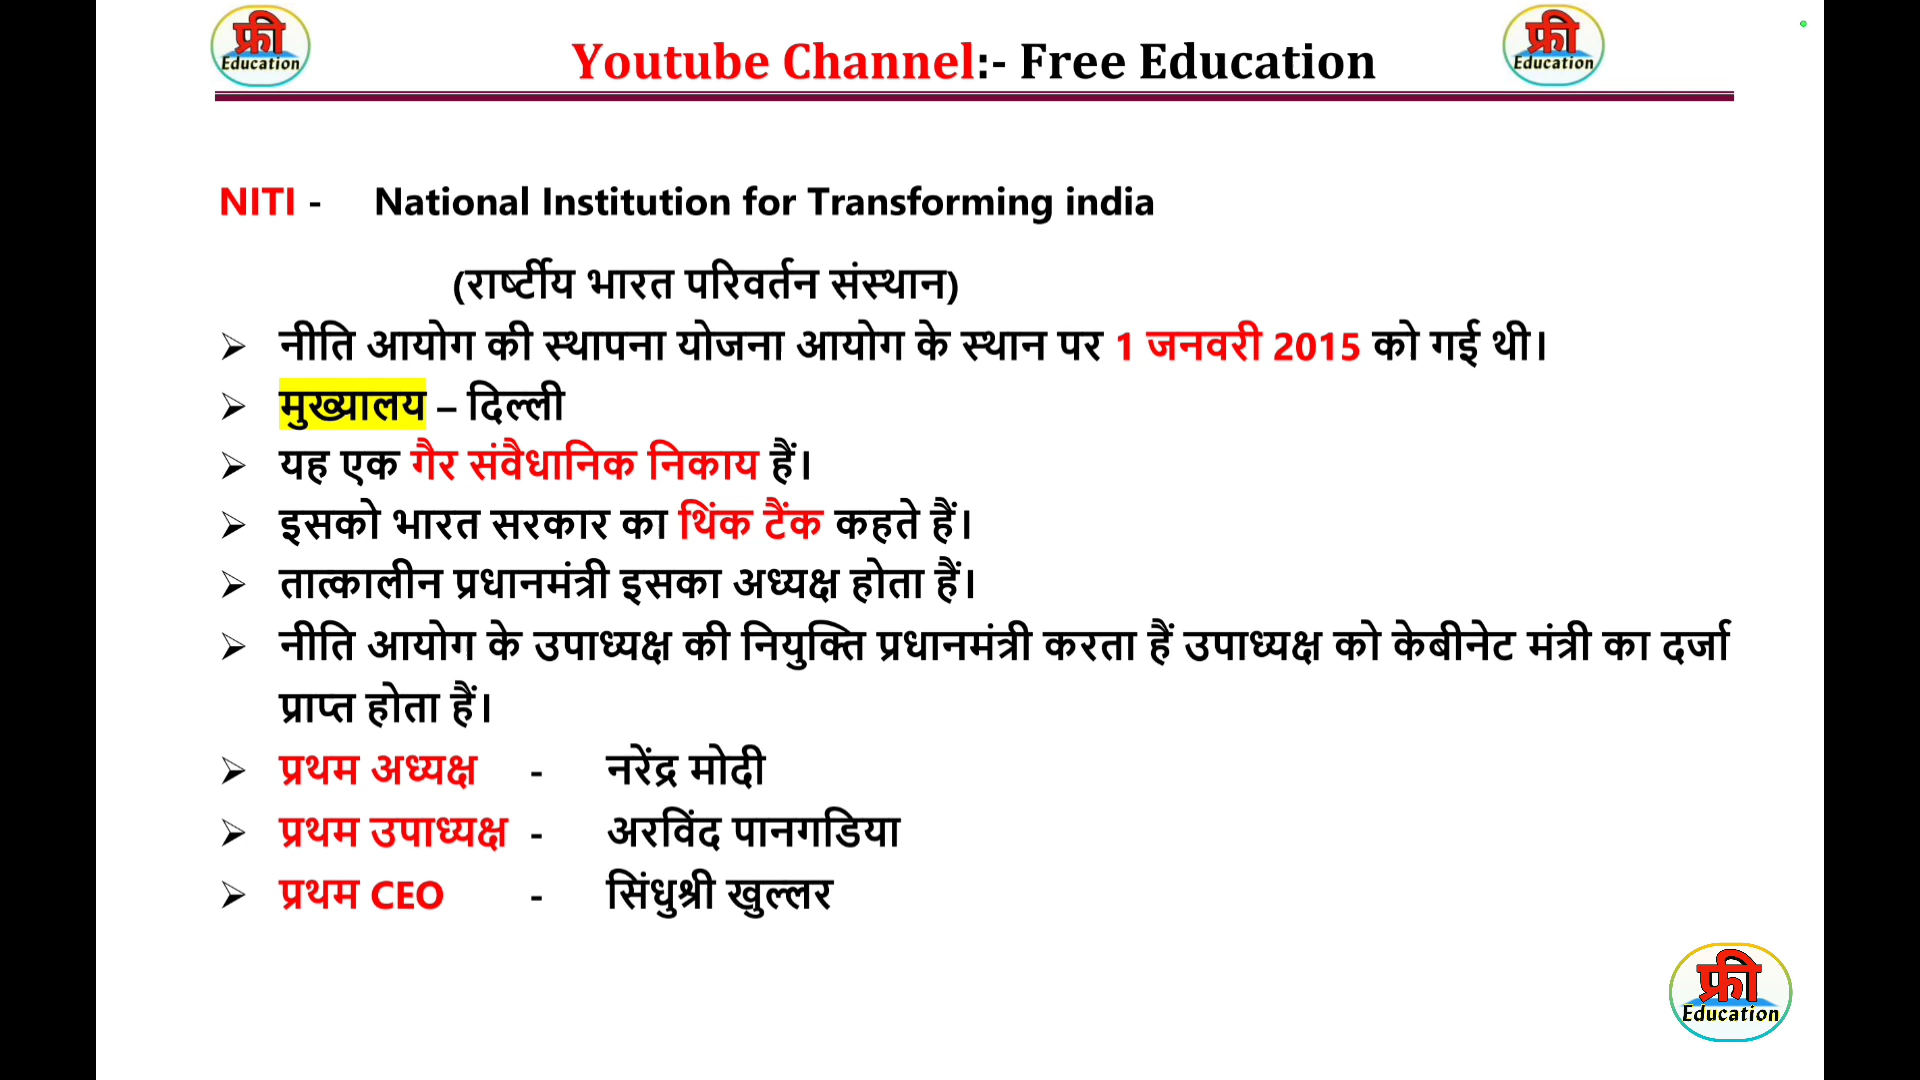 फ्री
Education
Youtube Channel:- Free Education
फ्री
Education
NITI - National Institution for Transforming india
(रार्ष्टीय भारत परिवर्तन संस्थान)
➢ नीति आयोग की स्थापना योजना आयोग के स्थान पर 1 जनवरी 2015 को गई थी।
➢ मुख्यालय – दिल्ली
➢ यह एक गैर संवैधानिक निकाय हैं।
➢ इसको भारत सरकार का थिंक टैंक कहते हैं।
➢ तात्कालीन प्रधानमंत्री इसका अध्यक्ष होता हैं।
➢ नीति आयोग के उपाध्यक्ष की नियुक्ति प्रधानमंत्री करता हैं उपाध्यक्ष को केबीनेट मंत्री का दर्जा
प्राप्त होता हैं।
➢ प्रथम अध्यक्ष - नरेंद्र मोदी
➢ प्रथम उपाध्यक्ष - अरविंद पानगडिया
➢ प्रथम CEO - सिंधुश्री खुल्लर
फ्री
Education